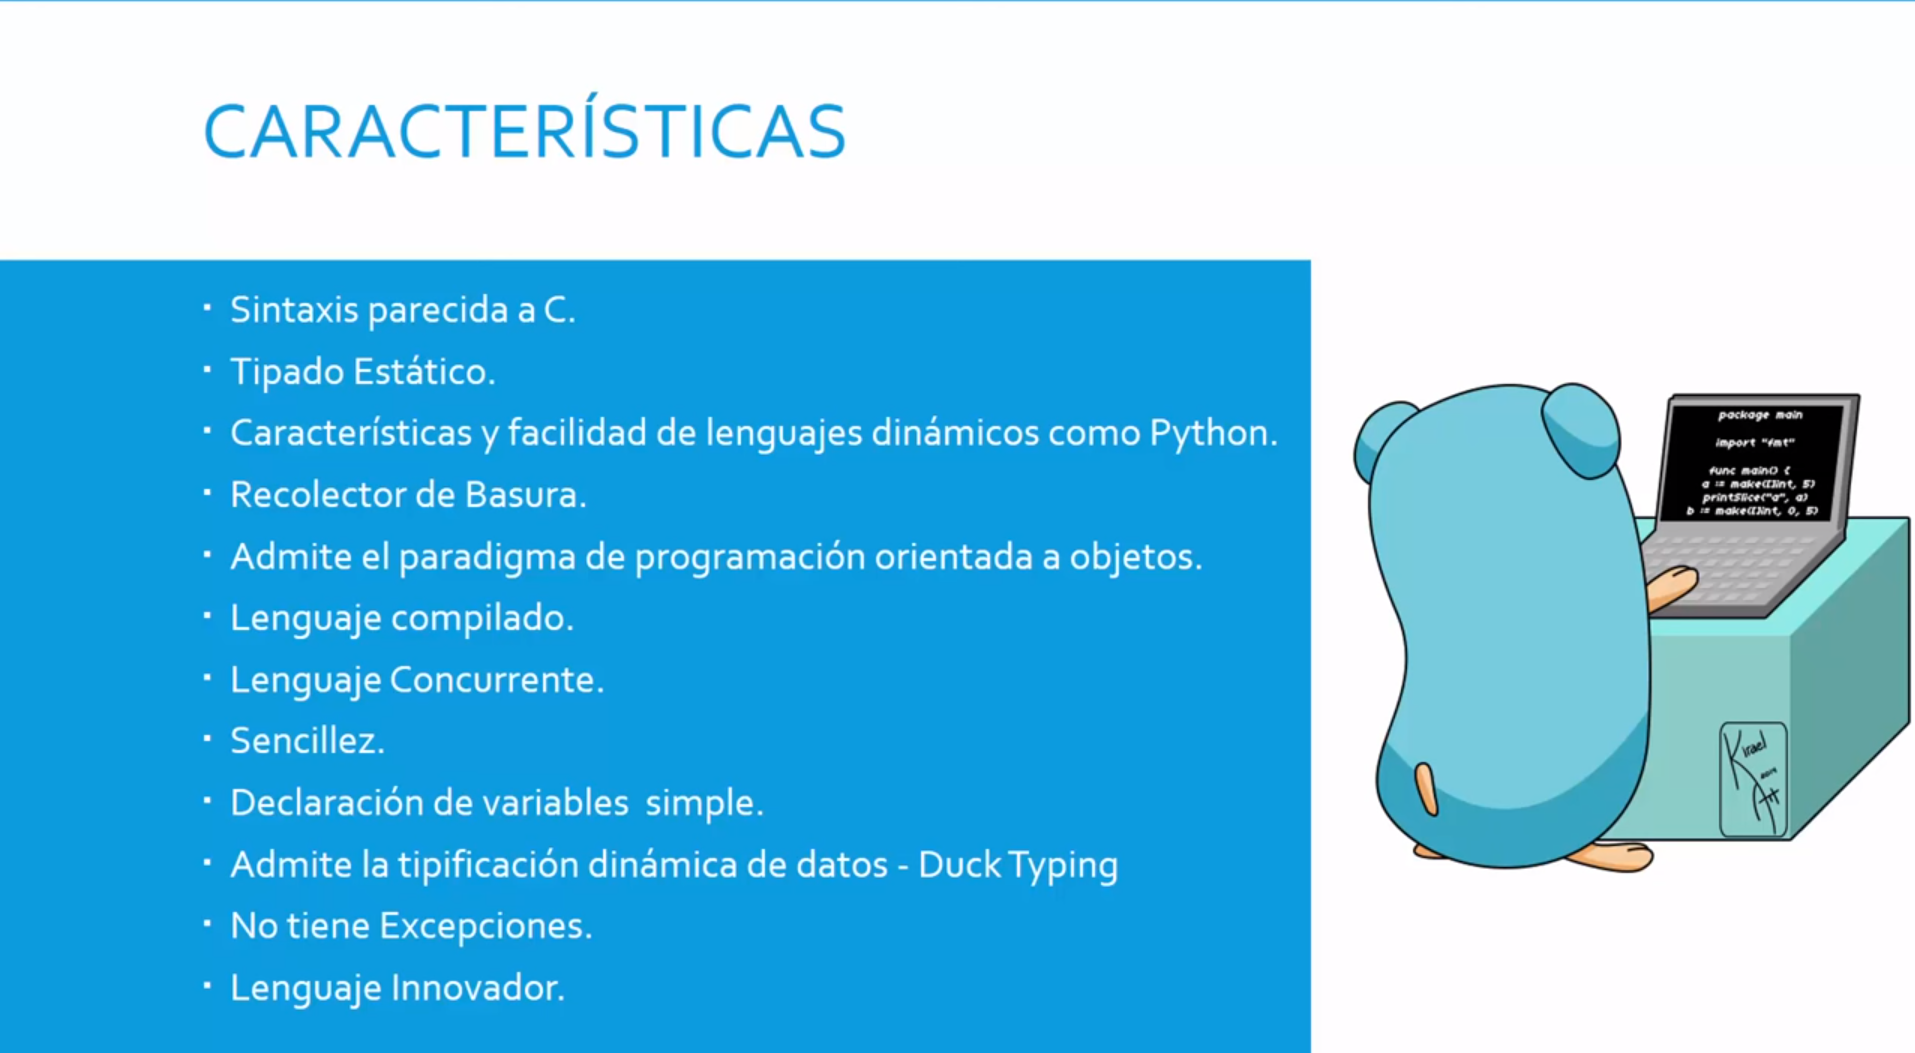 CARACTERÍSTICAS
▪ Sintaxis parecida a C.
▪ Tipado Estático.
▪ Características y facilidad de lenguajes dinámicos como Python.
▪ Recolector de Basura.
▪ Admite el paradigma de programación orientada a objetos.
▪ Lenguaje compilado.
▪ Lenguaje Concurrente.
▪ Sencillez.
▪ Declaración de variables  simple.
▪ Admite la tipificación dinámica de datos - Duck Typing
▪ No tiene Excepciones.
▪ Lenguaje Innovador.
package main
import "fmt"
func main() {
a := make([]int, 5)
printSlice("a", a)
b := make([]int, 0, 5)
Kirael
2014
Art